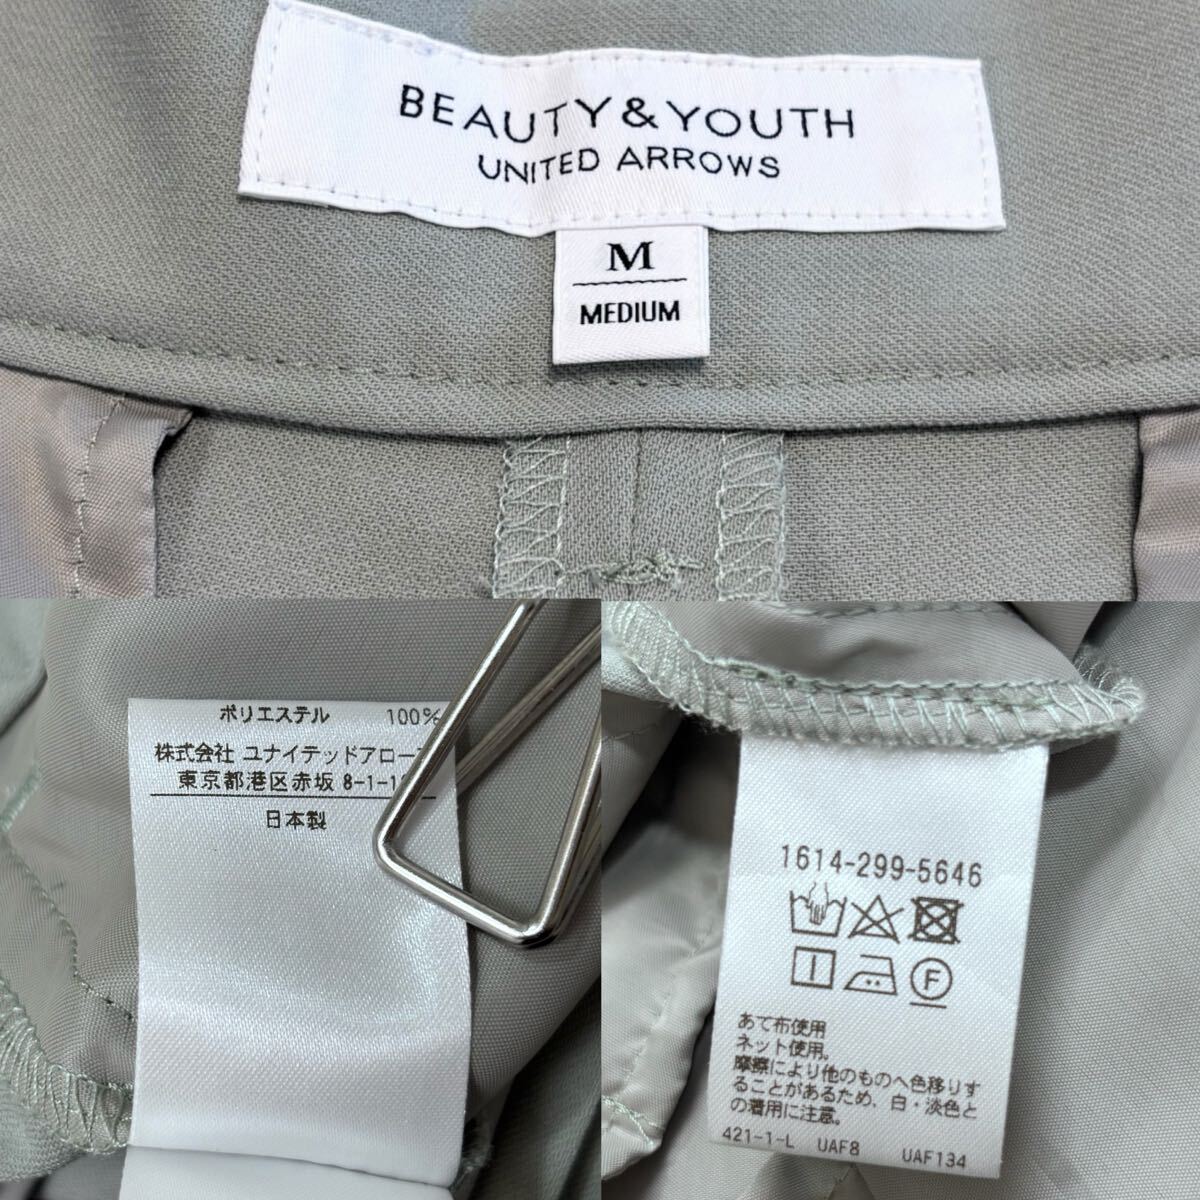 BEAUTY&YOUTH
UNITED ARROWS
M
MEDIUM
ポリエステル 100%
株式会社 ユナイテッドアロー
東京都港区赤坂 8-1-1
日本製
1614-299-5646
F
あて布使用
ネット使用。
摩擦により他のものへ色移りす
ることがあるため、白・淡色と
の着用に注意。
421-1-L UAF8 UAF134